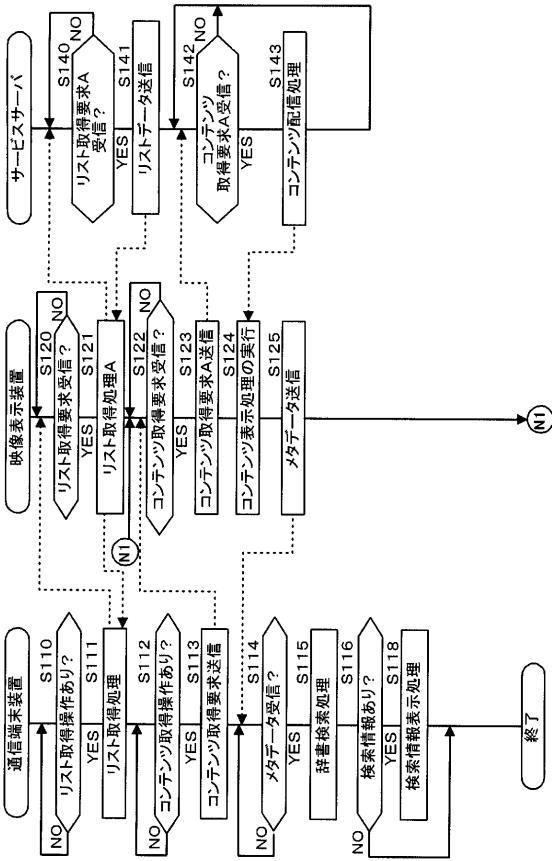 通信端末装置
S110
リスト取得操作あり?
NO
YES
S111
リスト取得処理
S112
コンテンツ取得操作あり?
NO
YES
S113
コンテンツ取得要求送信
S114
メタデータ受信?
NO
YES
S115
辞書検索処理
S116
検索情報あり?
NO
YES
S118
検索情報表示処理
終了
映像表示装置
S120
リスト取得要求受信?
NO
YES
S121
リスト取得処理A
N1
S122
コンテンツ取得要求受信?
NO
YES
S123
コンテンツ取得要求A送信
S124
コンテンツ表示処理の実行
S125
メタデータ送信
N1
サービスサーバ
S140
リスト取得要求A
受信?
NO
YES
S141
リストデータ送信
S142
コンテンツ
取得要求A受信?
NO
YES
S143
コンテンツ配信処理